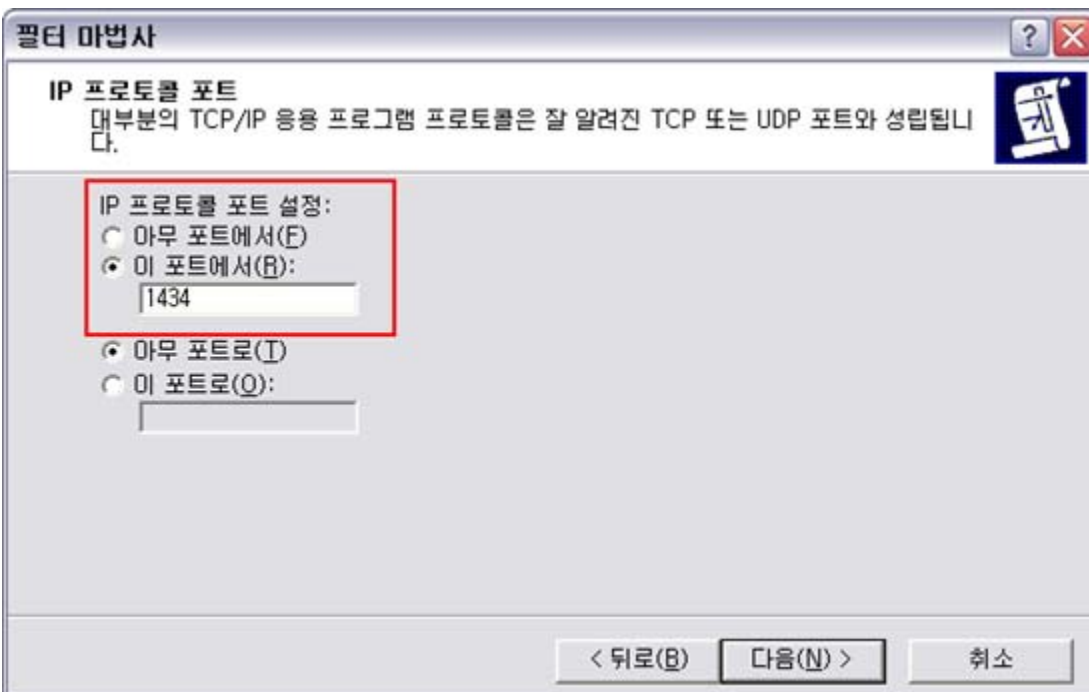 필터 마법사
IP 프로토콜 포트
대부분의 TCP/IP 응용 프로그램 프로토콜은 잘 알려진 TCP 또는 UDP 포트와 성립됩니
다.
IP 프로토콜 포트 설정:
아무 포트에서(F)
이 포트에서(R):
1434
아무 포트로(T)
이 포트로(O):
< 뒤로(B)
다음(N) >
취소